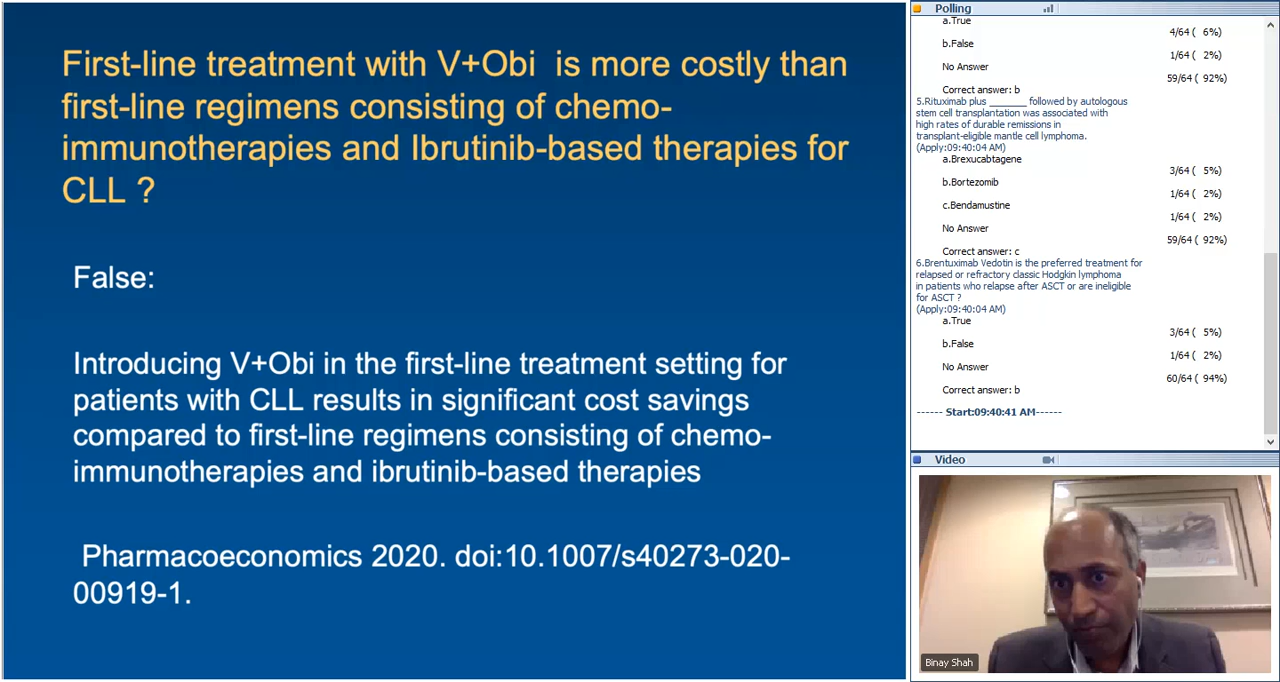 First-line treatment with V+Obi is more costly than
first-line regimens consisting of chemo-
immunotherapies and Ibrutinib-based therapies for
CLL ?
False:
Introducing V+Obi in the first-line treatment setting for
patients with CLL results in significant cost savings
compared to first-line regimens consisting of chemo-
immunotherapies and ibrutinib-based therapies
Pharmacoeconomics 2020. doi:10.1007/s40273-020-
00919-1.
Polling
a.True
4/64 ( 6%)
b.False
1/64 ( 2%)
No Answer
59/64 ( 92%)
Correct answer: b
5.Rituximab plus _______ followed by autologous
stem cell transplantation was associated with
high rates of durable remissions in
transplant-eligible mantle cell lymphoma.
(Apply:09:40:04 AM)
a.Brexucabtagene
3/64 ( 5%)
b.Bortezomib
1/64 ( 2%)
c.Bendamustine
1/64 ( 2%)
No Answer
59/64 ( 92%)
Correct answer: c
6.Brentuximab Vedotin is the preferred treatment for
relapsed or refractory classic Hodgkin lymphoma
in patients who relapse after ASCT or are ineligible
for ASCT ?
(Apply:09:40:04 AM)
a.True
3/64 ( 5%)
b.False
1/64 ( 2%)
No Answer
60/64 ( 94%)
Correct answer: b
------ Start:09:40:41 AM------
Video
Binay Shah